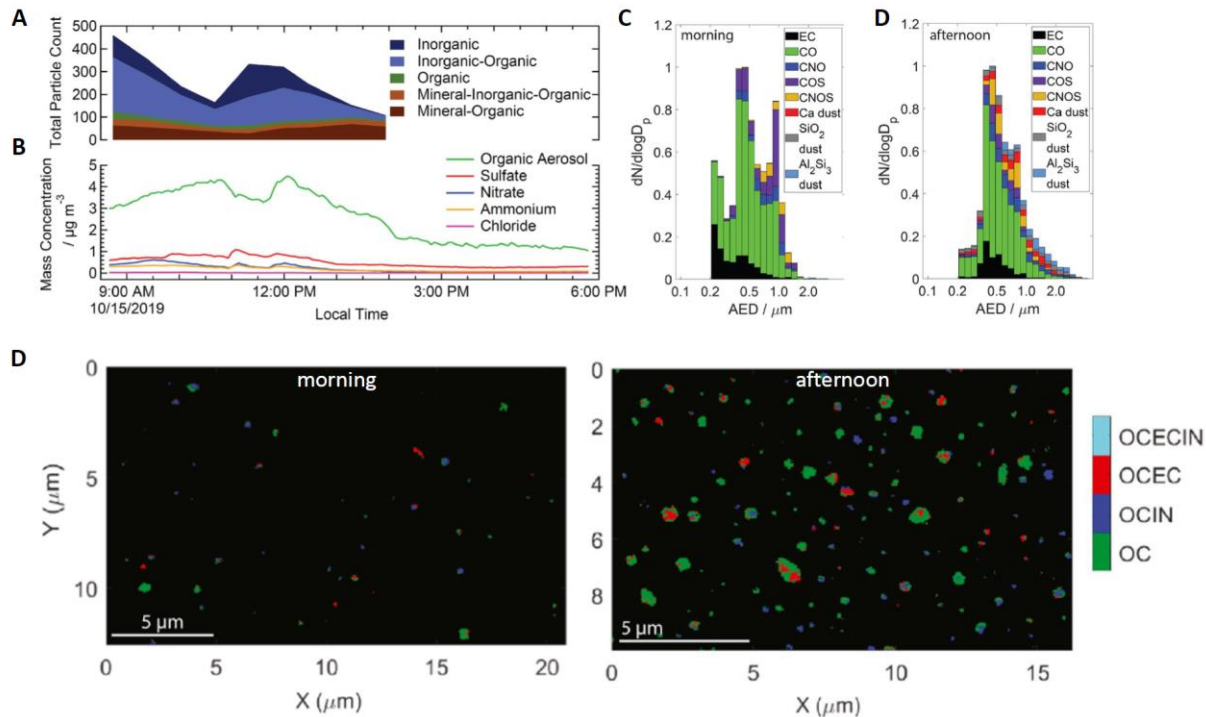 A
Total Particle Count
500
400
300
200
100
0
Inorganic
Inorganic-Organic
Organic
Mineral-Inorganic-Organic
Mineral-Organic
B
Mass Concentration
/ µg m⁻³
5
4
3
2
1
0
Organic Aerosol
Sulfate
Nitrate
Ammonium
Chloride
9:00 AM
12:00 PM
3:00 PM
6:00 PM
10/15/2019
Local Time
C
morning
dN/dlogDₚ
1.2
1
0.8
0.6
0.4
0.2
0
EC
CO
CNO
COS
CNOS
Ca dust
SiO₂
dust
Al₂Si₃
dust
0.1
0.2
0.5
1.0
2.0
AED / µm
D
afternoon
dN/dlogDₚ
1.2
1
0.8
0.6
0.4
0.2
0
EC
CO
CNO
COS
CNOS
Ca dust
SiO₂
dust
Al₂Si₃
dust
0.1
0.2
0.5
1.0
2.0
AED / µm
D
morning
Y (µm)
0
5
10
5 µm
0
5
10
15
20
X (µm)
afternoon
0
2
4
6
8
5 µm
0
5
10
15
X (µm)
OCECIN
OCEC
OCIN
OC